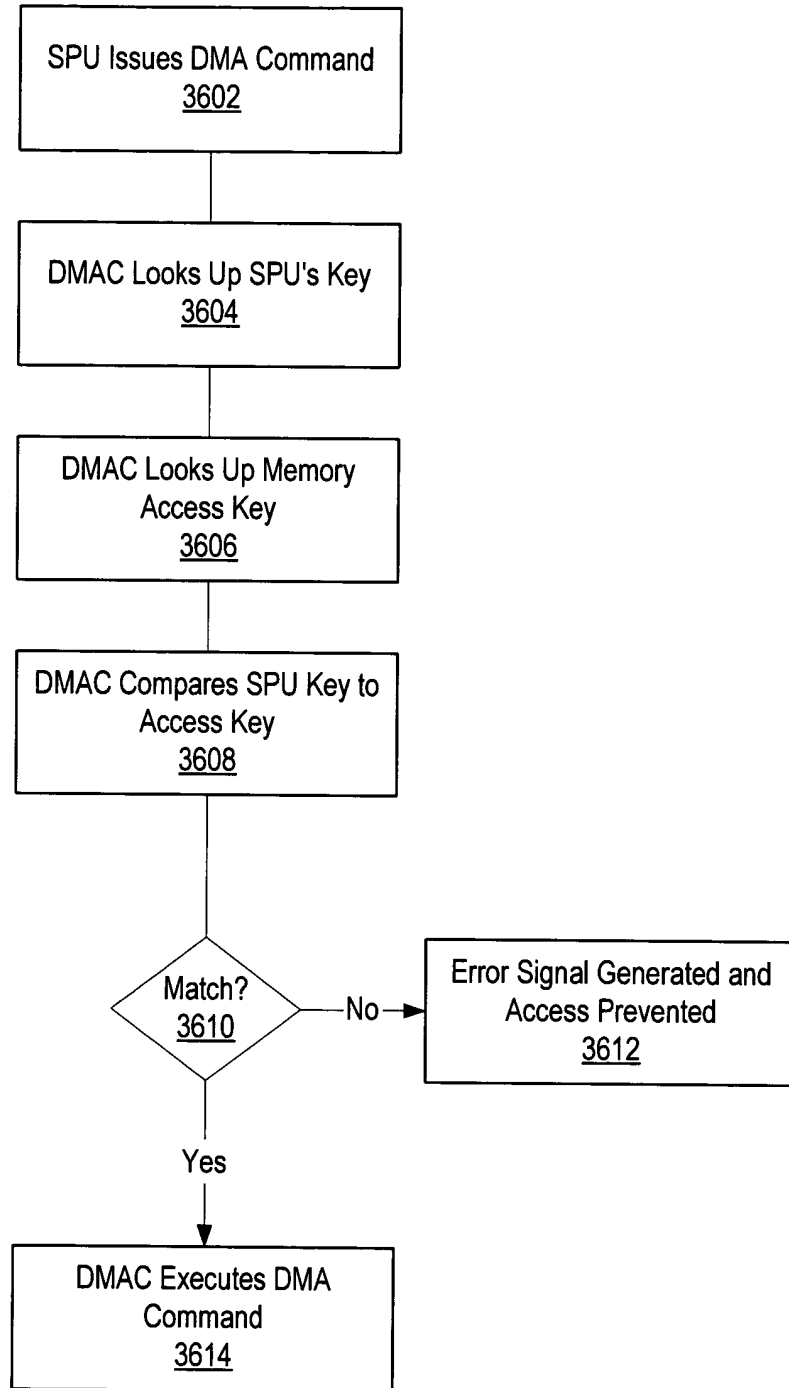 SPU Issues DMA Command
3602
DMAC Looks Up SPU's Key
3604
DMAC Looks Up Memory
Access Key
3606
DMAC Compares SPU Key to
Access Key
3608
Match?
3610
No
Error Signal Generated and
Access Prevented
3612
Yes
DMAC Executes DMA
Command
3614